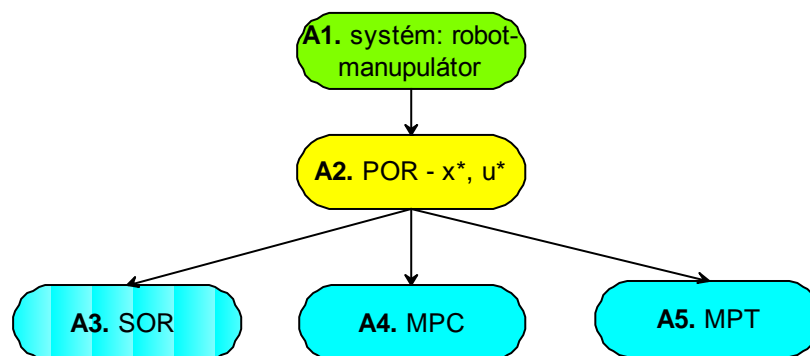 A1. systém: robot-
manupulátor
A2. POR - x*, u*
A3. SOR
A4. MPC
A5. MPT